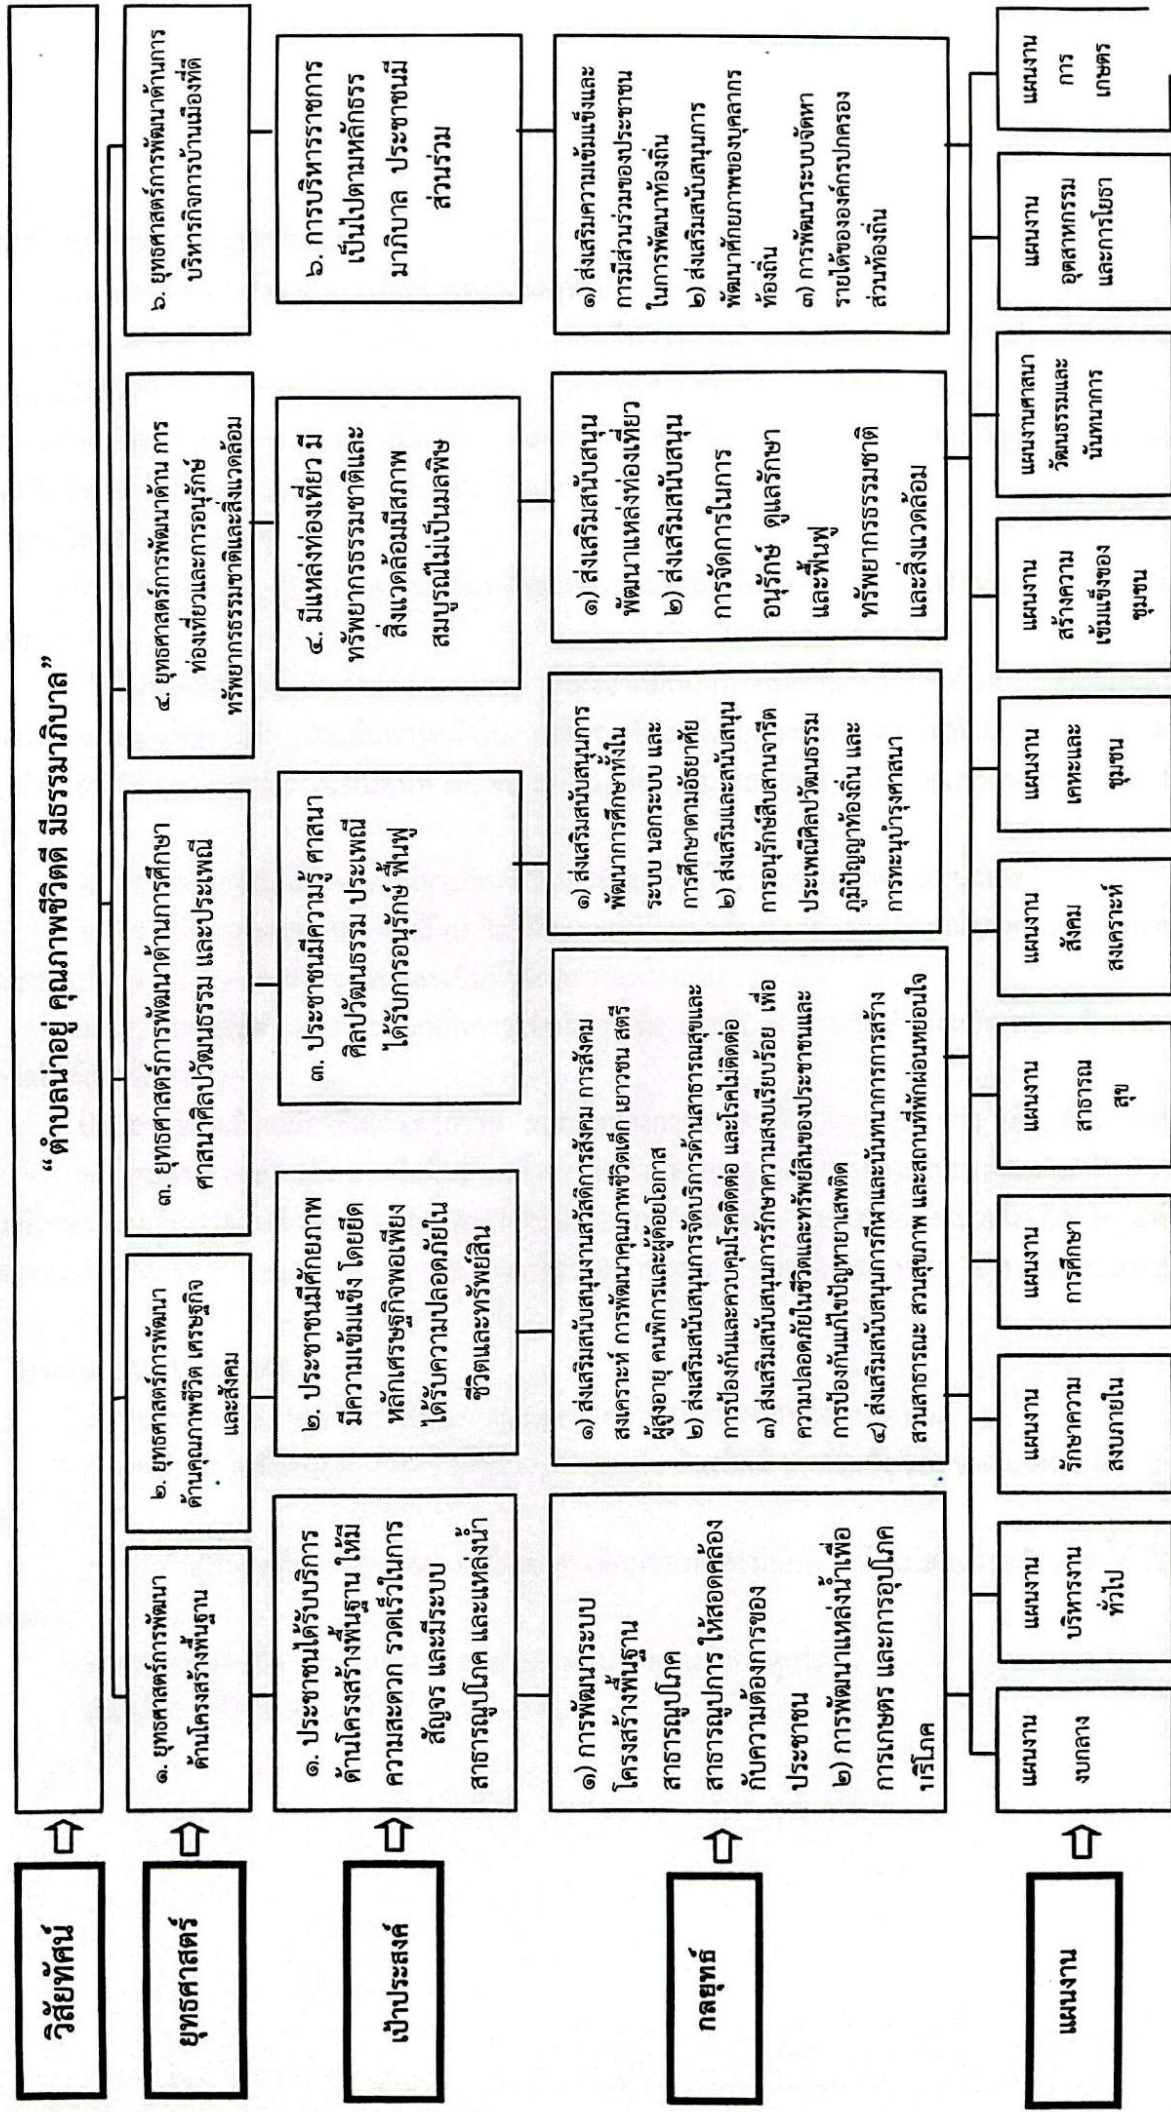 วิสัยทัศน์
“ตำบลน่าอยู่ คุณภาพชีวิตดี มีธรรมาภิบาล”
ยุทธศาสตร์
๑. ยุทธศาสตร์การพัฒนา
ด้านโครงสร้างพื้นฐาน
๒. ยุทธศาสตร์การพัฒนา
ด้านคุณภาพชีวิต เศรษฐกิจ
และสังคม
๓. ยุทธศาสตร์การพัฒนาด้านการศึกษา
ศาสนาศิลปวัฒนธรรม และประเพณี
๔. ยุทธศาสตร์การพัฒนาด้าน การ
ท่องเที่ยวและการอนุรักษ์
ทรัพยากรธรรมชาติและสิ่งแวดล้อม
๖. ยุทธศาสตร์การพัฒนาด้านการ
บริหารกิจการบ้านเมืองที่ดี
เป้าประสงค์
๑. ประชาชนได้รับบริการ
ด้านโครงสร้างพื้นฐาน ให้มี
ความสะดวกรวดเร็วในการ
สัญจร และมีระบบ
สาธารณูปโภค และแหล่งน้ำ
๒. ประชาชนมีศักยภาพ
มีความเข้มแข็ง โดยยึด
หลักเศรษฐกิจพอเพียง
ได้รับความปลอดภัยใน
ชีวิตและทรัพย์สิน
๓. ประชาชนมีความรู้ ศาสนา
ศิลปวัฒนธรรม ประเพณี
ได้รับการอนุรักษ์ ฟื้นฟู
๔. มีแหล่งท่องเที่ยว มี
ทรัพยากรธรรมชาติและ
สิ่งแวดล้อมมีสภาพ
สมบูรณ์ไม่เป็นมลพิษ
๖. การบริหารราชการ
เป็นไปตามหลักธรร
มาภิบาล ประชาชนมี
ส่วนร่วม
กลยุทธ์
๑) การพัฒนาระบบ
โครงสร้างพื้นฐาน
สาธารณูปโภค
สาธารณูปการ ให้สอดคล้อง
กับความต้องการของ
ประชาชน
๒) การพัฒนาแหล่งน้ำเพื่อ
การเกษตร และการอุปโภค
บริโภค
๑) ส่งเสริมสนับสนุนงานสวัสดิการสังคม การสังคม
สงเคราะห์ การพัฒนาคุณภาพชีวิตเด็ก เยาวชน สตรี
ผู้สูงอายุ คนพิการและผู้ด้อยโอกาส
๒) ส่งเสริมสนับสนุนการจัดบริการด้านสาธารณสุขและ
การป้องกันและควบคุมโรคติดต่อ และโรคไม่ติดต่อ
๓) ส่งเสริมสนับสนุนการรักษาความสงบเรียบร้อย เพื่อ
ความปลอดภัยในชีวิตและทรัพย์สินของประชาชนและ
การป้องกันแก้ไขปัญหายาเสพติด
๔) ส่งเสริมสนับสนุนการกีฬาและนันทนาการการสร้าง
สวนสาธารณะ สวนสุขภาพ และสถานที่พักผ่อนหย่อนใจ
๑) ส่งเสริมสนับสนุนการ
พัฒนาการศึกษาทั้งใน
ระบบ นอกระบบ และ
การศึกษาตามอัธยาศัย
๒) ส่งเสริมและสนับสนุน
การอนุรักษ์สืบสานจารีต
ประเพณีศิลปวัฒนธรรม
ภูมิปัญญาท้องถิ่น และ
การทะนุบำรุงศาสนา
๑) ส่งเสริมสนับสนุน
พัฒนาแหล่งท่องเที่ยว
๒) ส่งเสริมสนับสนุน
การจัดการในการ
อนุรักษ์ ดูแลรักษา
และฟื้นฟู
ทรัพยากรธรรมชาติ
และสิ่งแวดล้อม
๑) ส่งเสริมความเข้มแข็งและ
การมีส่วนร่วมของประชาชน
ในการพัฒนาท้องถิ่น
๒) ส่งเสริมสนับสนุนการ
พัฒนาศักยภาพของบุคลากร
ท้องถิ่น
๓) การพัฒนาระบบจัดหา
รายได้ขององค์กรปกครอง
ส่วนท้องถิ่น
แผนงาน
แผนงาน
งบกลาง
แผนงาน
บริหารงาน
ทั่วไป
แผนงาน
รักษาความ
สงบภายใน
แผนงาน
การศึกษา
แผนงาน
สาธารณ
สุข
แผนงาน
สังคม
สงเคราะห์
แผนงาน
เคหะและ
ชุมชน
แผนงาน
สร้างความ
เข้มแข็งของ
ชุมชน
แผนงานศาสนา
วัฒนธรรมและ
นันทนาการ
แผนงาน
อุตสาหกรรม
และการโยธา
แผนงาน
การ
เกษตร